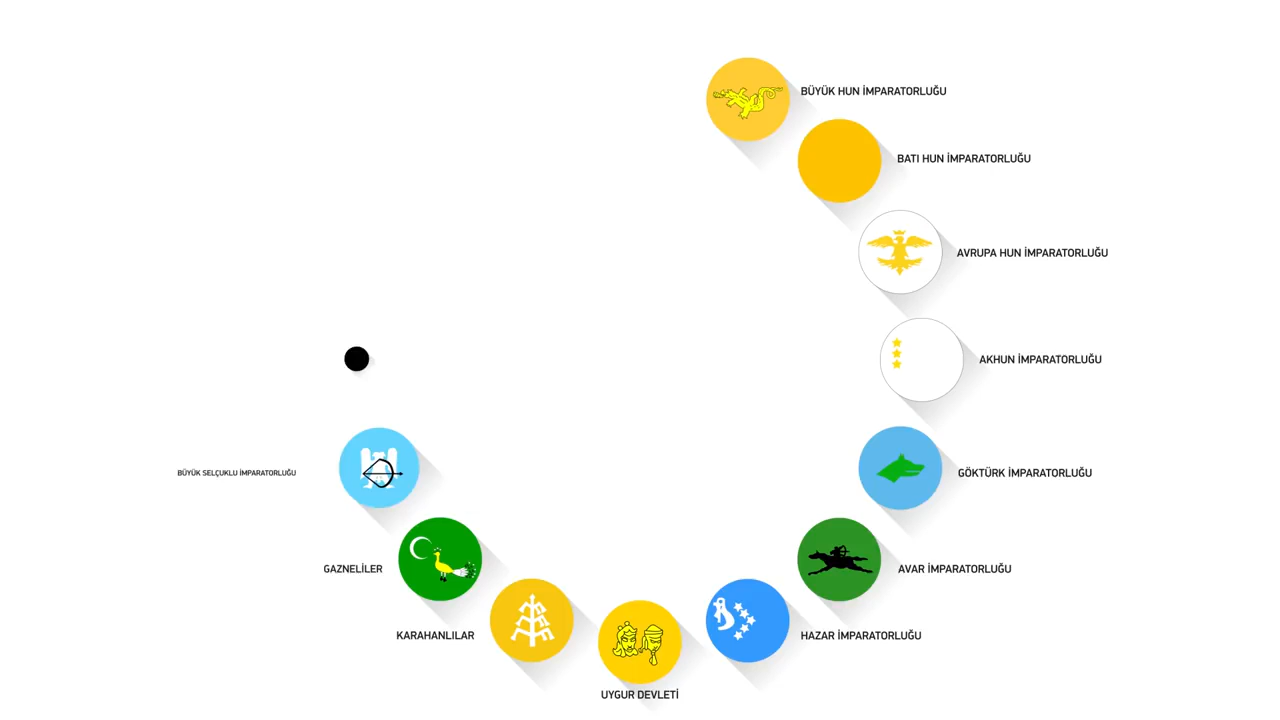 BÜYÜK HUN İMPARATORLUĞU
BATI HUN İMPARATORLUĞU
AVRUPA HUN İMPARATORLUĞU
AKHUN İMPARATORLUĞU
GÖKTÜRK İMPARATORLUĞU
AVAR İMPARATORLUĞU
HAZAR İMPARATORLUĞU
UYGUR DEVLETİ
KARAHANLILAR
GAZNELİLER
BÜYÜK SELÇUKLU İMPARATORLUĞU